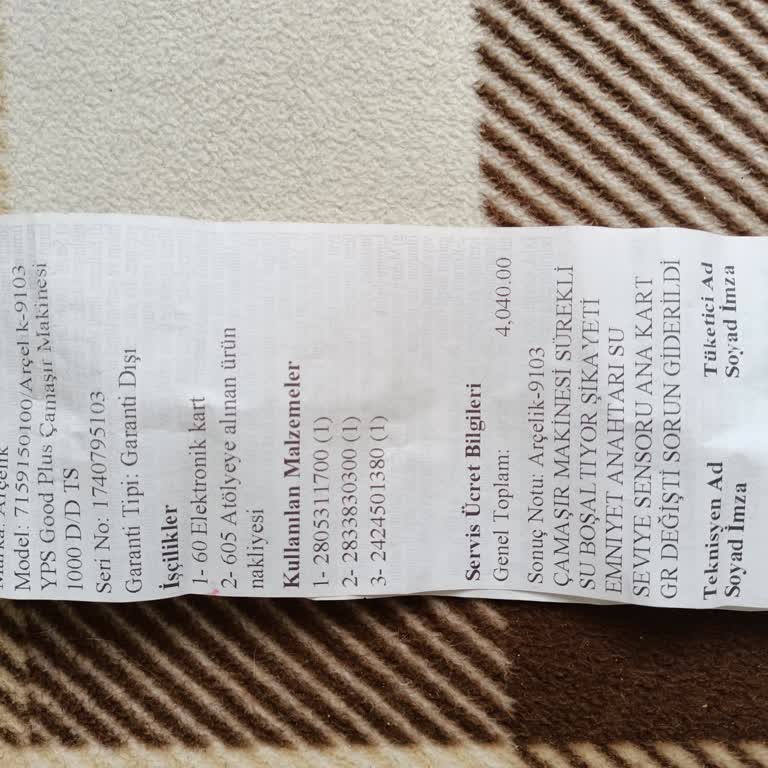 Model: 7159150100/Arçel k-9103
YPS Good Plus Çamaşır Makinesi
1000 D/D TS
Seri No: 1740795103
Garanti Tipi: Garanti Dışı
İşçilikler
1- 60 Elektronik kart
2- 605 Atölyeye alınan ürün
nakliyesi
Kullanılan Malzemeler
1- 2805311700 (1)
2- 2833830300 (1)
3- 2424501380 (1)
Servis Ücret Bilgileri
Genel Toplam: 4,040.00
Sonuç Notu: Arçelik-9103
ÇAMAŞIR MAKİNESİ SÜREKLİ
SU BOŞALTIYOR ŞİKAYETİ
EMNİYET ANAHTARI SU
SEVİYE SENSORU ANA KART
GR DEĞİŞTİ SORUN GİDERİLDİ
Teknisyen Ad Tüketici Ad
Soyad İmza Soyad İmza